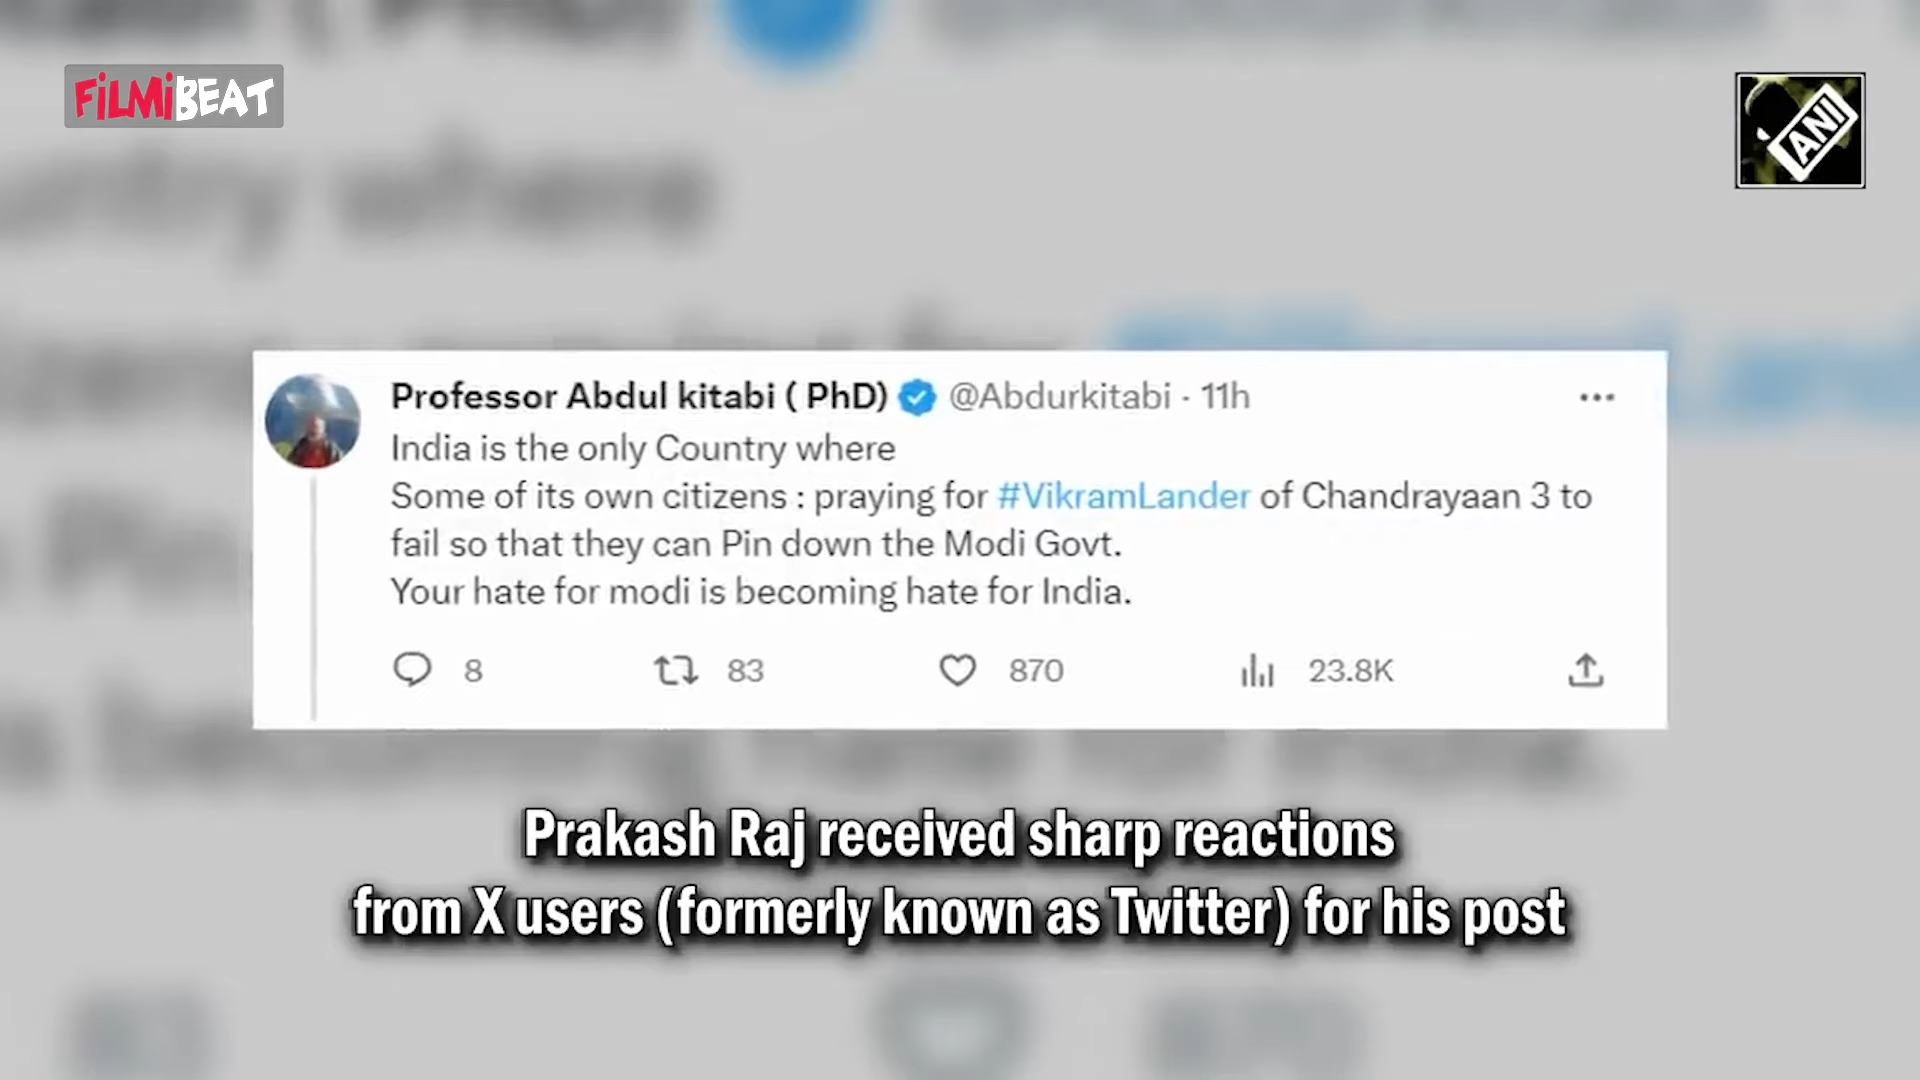 FiLMiBEAT
ANI
Professor Abdul kitabi ( PhD) @Abdurkitabi · 11h
India is the only Country where
Some of its own citizens : praying for #VikramLander of Chandrayaan 3 to
fail so that they can Pin down the Modi Govt.
Your hate for modi is becoming hate for India.
8 83 870 23.8K
Prakash Raj received sharp reactions
from X users (formerly known as Twitter) for his post